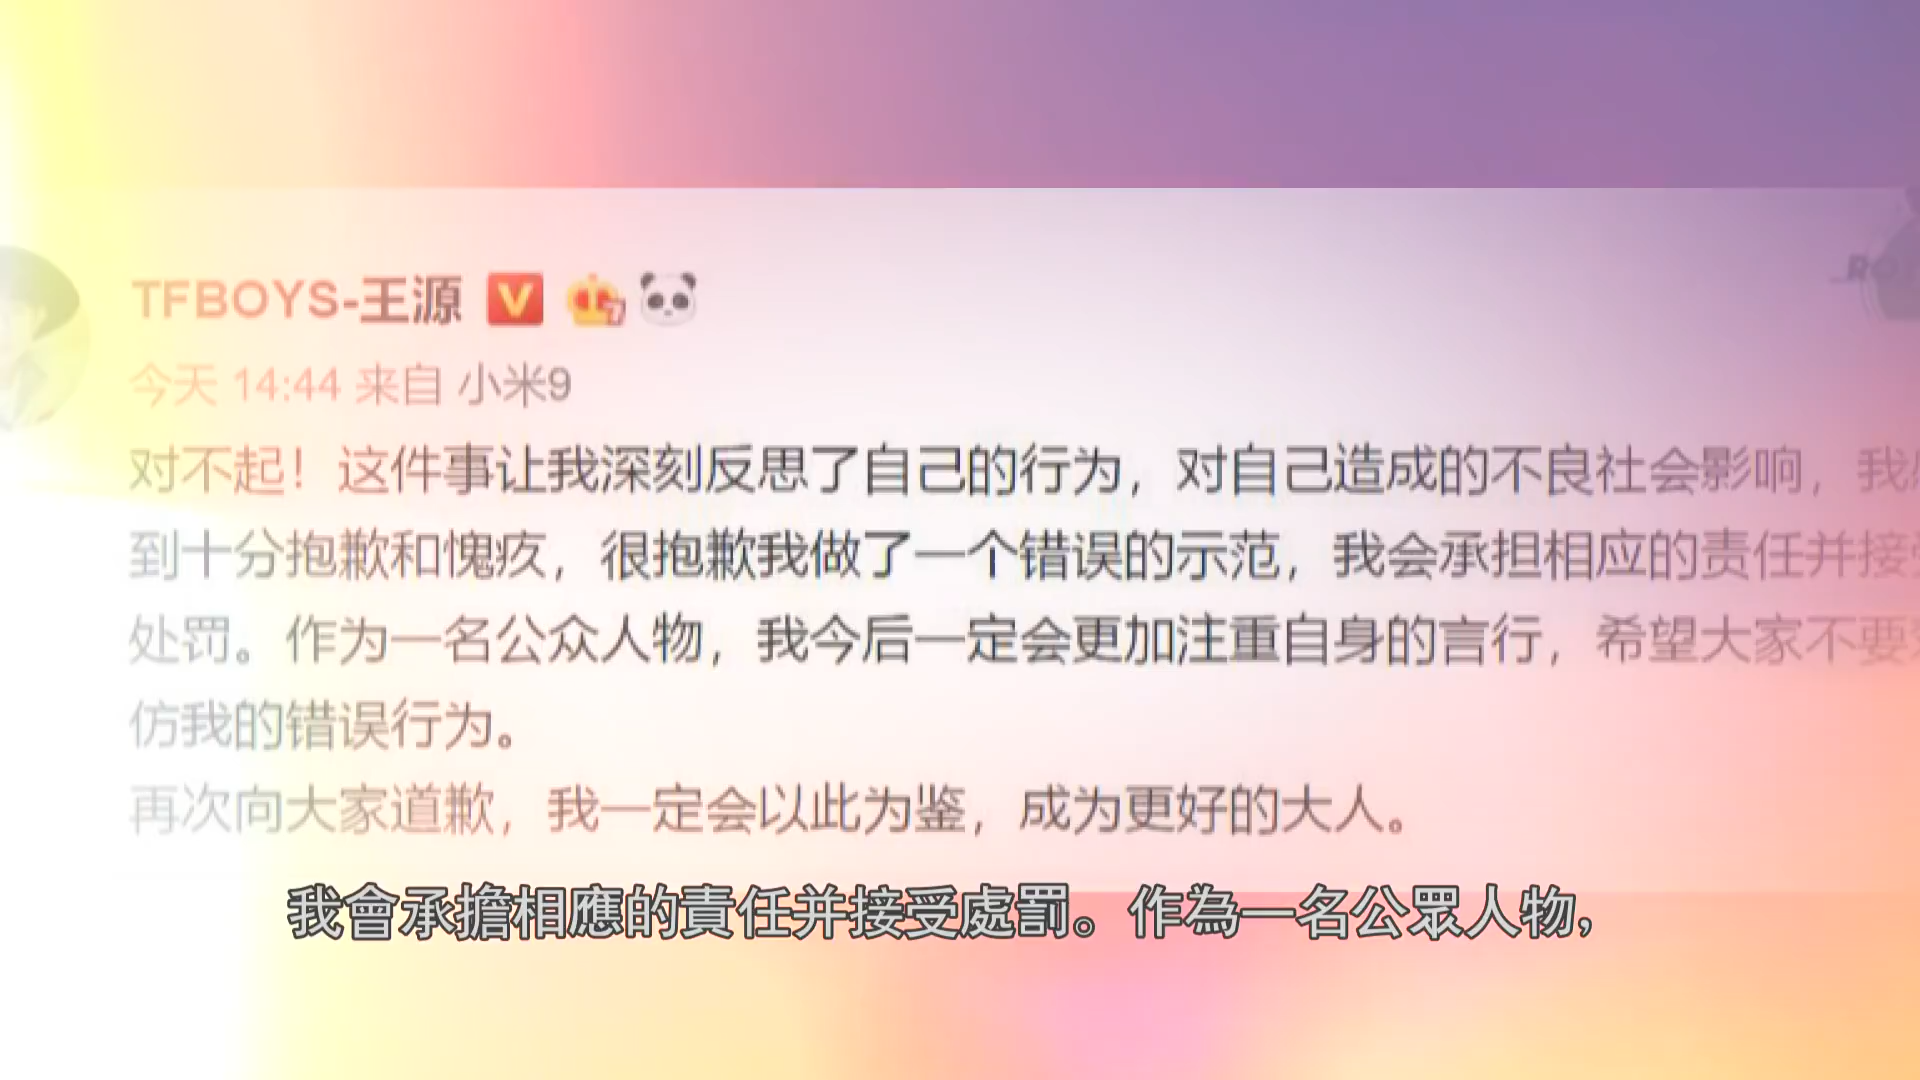 TFBOYS-王源
今天 14:44 来自 小米9
对不起！这件事让我深刻反思了自己的行为，对自己造成的不良社会影响，我感
到十分抱歉和愧疚，很抱歉我做了一个错误的示范，我会承担相应的责任并接受
处罚。作为一名公众人物，我今后一定会更加注重自身的言行，希望大家不要效
仿我的错误行为。
再次向大家道歉，我一定会以此为鉴，成为更好的大人。
我會承擔相應的責任并接受處罰。作為一名公眾人物，